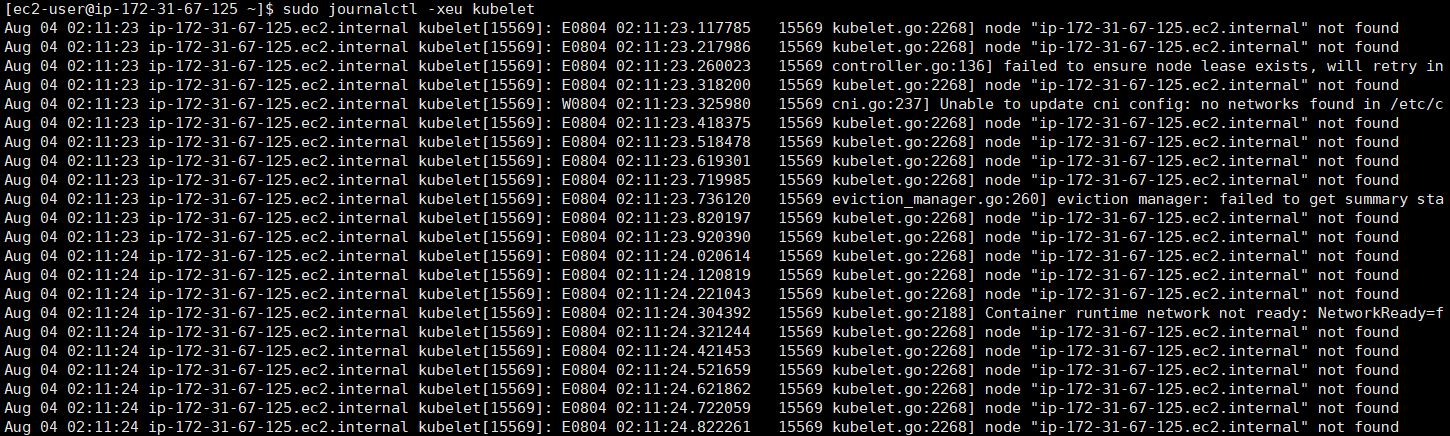 [ec2-user@ip-172-31-67-125 ~]$ sudo journalctl -xeu kubelet
Aug 04 02:11:23 ip-172-31-67-125.ec2.internal kubelet[15569]: E0804 02:11:23.117785   15569 kubelet.go:2268] node "ip-172-31-67-125.ec2.internal" not found
Aug 04 02:11:23 ip-172-31-67-125.ec2.internal kubelet[15569]: E0804 02:11:23.217986   15569 kubelet.go:2268] node "ip-172-31-67-125.ec2.internal" not found
Aug 04 02:11:23 ip-172-31-67-125.ec2.internal kubelet[15569]: E0804 02:11:23.260023   15569 controller.go:136] failed to ensure node lease exists, will retry in
Aug 04 02:11:23 ip-172-31-67-125.ec2.internal kubelet[15569]: E0804 02:11:23.318200   15569 kubelet.go:2268] node "ip-172-31-67-125.ec2.internal" not found
Aug 04 02:11:23 ip-172-31-67-125.ec2.internal kubelet[15569]: W0804 02:11:23.325980   15569 cni.go:237] Unable to update cni config: no networks found in /etc/c
Aug 04 02:11:23 ip-172-31-67-125.ec2.internal kubelet[15569]: E0804 02:11:23.418375   15569 kubelet.go:2268] node "ip-172-31-67-125.ec2.internal" not found
Aug 04 02:11:23 ip-172-31-67-125.ec2.internal kubelet[15569]: E0804 02:11:23.518478   15569 kubelet.go:2268] node "ip-172-31-67-125.ec2.internal" not found
Aug 04 02:11:23 ip-172-31-67-125.ec2.internal kubelet[15569]: E0804 02:11:23.619301   15569 kubelet.go:2268] node "ip-172-31-67-125.ec2.internal" not found
Aug 04 02:11:23 ip-172-31-67-125.ec2.internal kubelet[15569]: E0804 02:11:23.719985   15569 kubelet.go:2268] node "ip-172-31-67-125.ec2.internal" not found
Aug 04 02:11:23 ip-172-31-67-125.ec2.internal kubelet[15569]: E0804 02:11:23.736120   15569 eviction_manager.go:260] eviction manager: failed to get summary sta
Aug 04 02:11:23 ip-172-31-67-125.ec2.internal kubelet[15569]: E0804 02:11:23.820197   15569 kubelet.go:2268] node "ip-172-31-67-125.ec2.internal" not found
Aug 04 02:11:23 ip-172-31-67-125.ec2.internal kubelet[15569]: E0804 02:11:23.920390   15569 kubelet.go:2268] node "ip-172-31-67-125.ec2.internal" not found
Aug 04 02:11:24 ip-172-31-67-125.ec2.internal kubelet[15569]: E0804 02:11:24.020614   15569 kubelet.go:2268] node "ip-172-31-67-125.ec2.internal" not found
Aug 04 02:11:24 ip-172-31-67-125.ec2.internal kubelet[15569]: E0804 02:11:24.120819   15569 kubelet.go:2268] node "ip-172-31-67-125.ec2.internal" not found
Aug 04 02:11:24 ip-172-31-67-125.ec2.internal kubelet[15569]: E0804 02:11:24.221043   15569 kubelet.go:2268] node "ip-172-31-67-125.ec2.internal" not found
Aug 04 02:11:24 ip-172-31-67-125.ec2.internal kubelet[15569]: E0804 02:11:24.304392   15569 kubelet.go:2188] Container runtime network not ready: NetworkReady=f
Aug 04 02:11:24 ip-172-31-67-125.ec2.internal kubelet[15569]: E0804 02:11:24.321244   15569 kubelet.go:2268] node "ip-172-31-67-125.ec2.internal" not found
Aug 04 02:11:24 ip-172-31-67-125.ec2.internal kubelet[15569]: E0804 02:11:24.421453   15569 kubelet.go:2268] node "ip-172-31-67-125.ec2.internal" not found
Aug 04 02:11:24 ip-172-31-67-125.ec2.internal kubelet[15569]: E0804 02:11:24.521659   15569 kubelet.go:2268] node "ip-172-31-67-125.ec2.internal" not found
Aug 04 02:11:24 ip-172-31-67-125.ec2.internal kubelet[15569]: E0804 02:11:24.621862   15569 kubelet.go:2268] node "ip-172-31-67-125.ec2.internal" not found
Aug 04 02:11:24 ip-172-31-67-125.ec2.internal kubelet[15569]: E0804 02:11:24.722059   15569 kubelet.go:2268] node "ip-172-31-67-125.ec2.internal" not found
Aug 04 02:11:24 ip-172-31-67-125.ec2.internal kubelet[15569]: E0804 02:11:24.822261   15569 kubelet.go:2268] node "ip-172-31-67-125.ec2.internal" not found